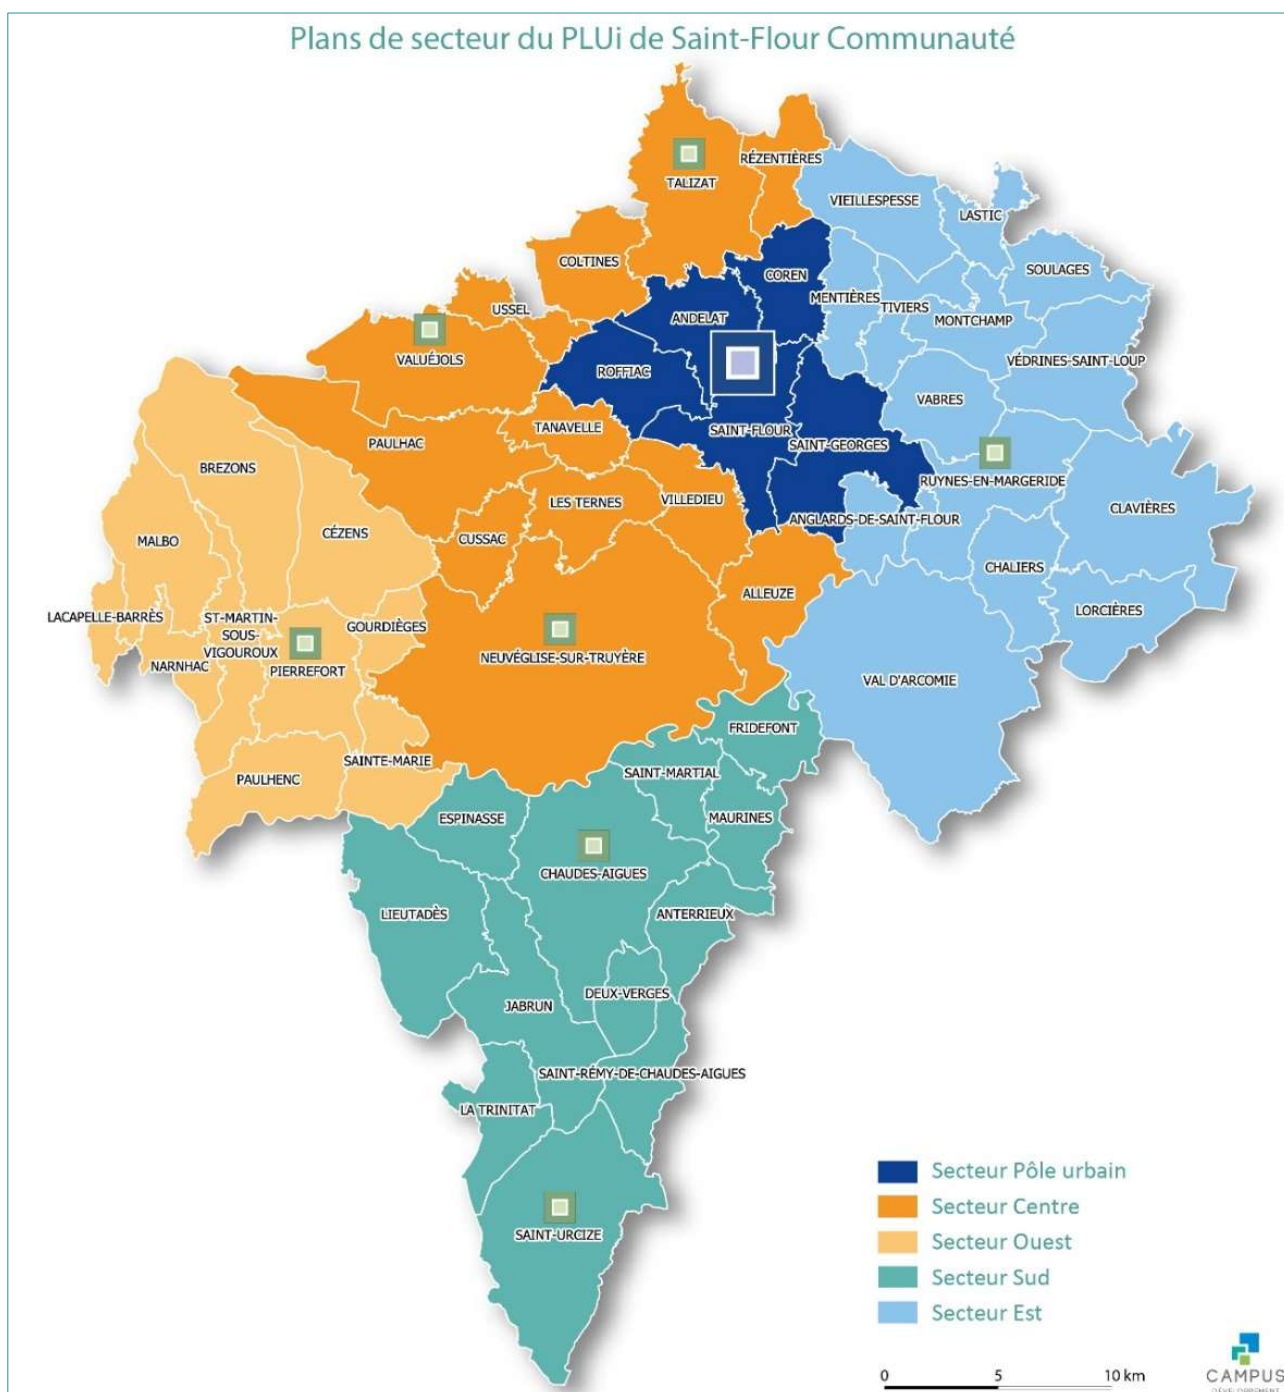 Plans de secteur du PLUi de Saint-Flour Communauté
RÉZENTIÈRES
TALIZAT
VIEILLESPESSE
LASTIC
COLTINES
COREN
SOULAGES
MENTIÈRES
TIVIERS
USSEL
ANDELAT
MONTCHAMP
VALUÉJOLS
VÉDRINES-SAINT-LOUP
ROFFIAC
VABRES
TANAVELLE
SAINT-FLOUR
PAULHAC
SAINT-GEORGES
BREZONS
RUYNES-EN-MARGERIDE
LES TERNES
VILLEDIEU
CLAVIÈRES
ANGLARDS-DE-SAINT-FLOUR
CÉZENS
CUSSAC
MALBO
CHALIERS
ALLEUZE
LORCIÈRES
LACAPELLE-BARRÈS
ST-MARTIN-
SOUS-
VIGOUROUX
GOURDIÈGES
NARNHAC
PIERREFORT
NEUVÉGLISE-SUR-TRUYÈRE
VAL D'ARCOMIE
FRIDEFONT
SAINTE-MARIE
SAINT-MARTIAL
PAULHENC
ESPINASSE
MAURINES
CHAUDES-AIGUES
LIEUTADÈS
ANTERRIEUX
DEUX-VERGES
JABRUN
SAINT-RÉMY-DE-CHAUDES-AIGUES
LA TRINITAT
SAINT-URCIZE
Secteur Pôle urbain
Secteur Centre
Secteur Ouest
Secteur Sud
Secteur Est
0 5 10 km
CAMPUS
DÉVELOPPEMENT